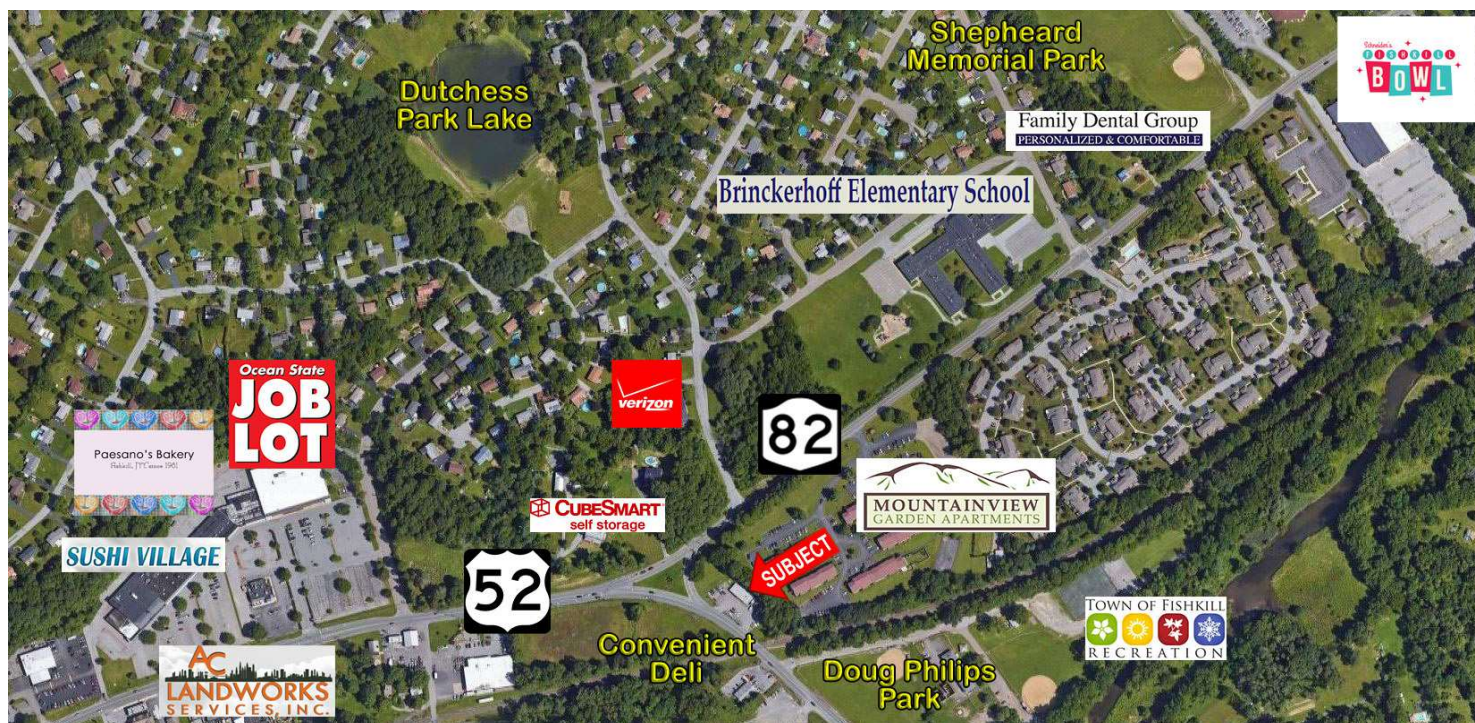 Shepheard
Memorial Park
Schneider's
FISHKILL
BOWL
Dutchess
Park Lake
Family Dental Group
PERSONALIZED & COMFORTABLE
Brinckerhoff Elementary School
Ocean State
JOB
LOT
verizon
82
Paesano's Bakery
MOUNTAINVIEW
GARDEN APARTMENTS
CUBESMART
self storage
SUSHI VILLAGE
SUBJECT
52
TOWN OF FISHKILL
RECREATION
Convenient
Deli
Doug Philips
Park
AC
LANDWORKS
SERVICES, INC.